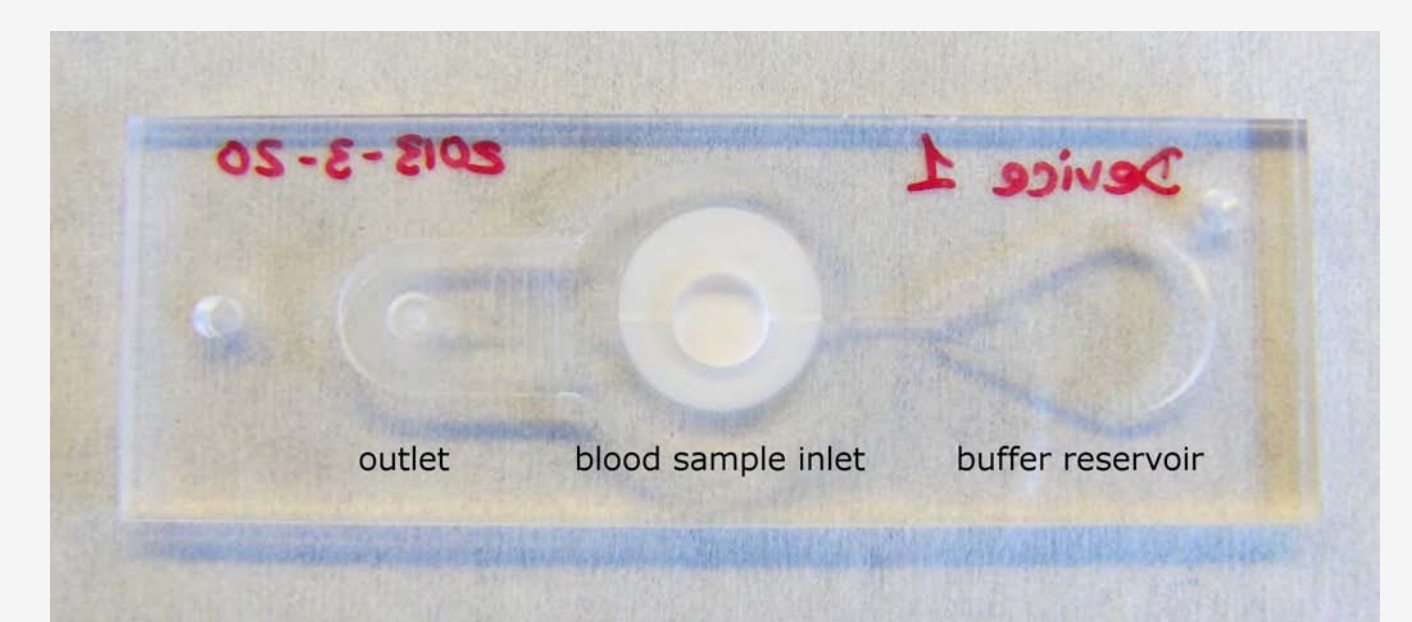 Device 1
2013-3-20
outlet
blood sample inlet
buffer reservoir